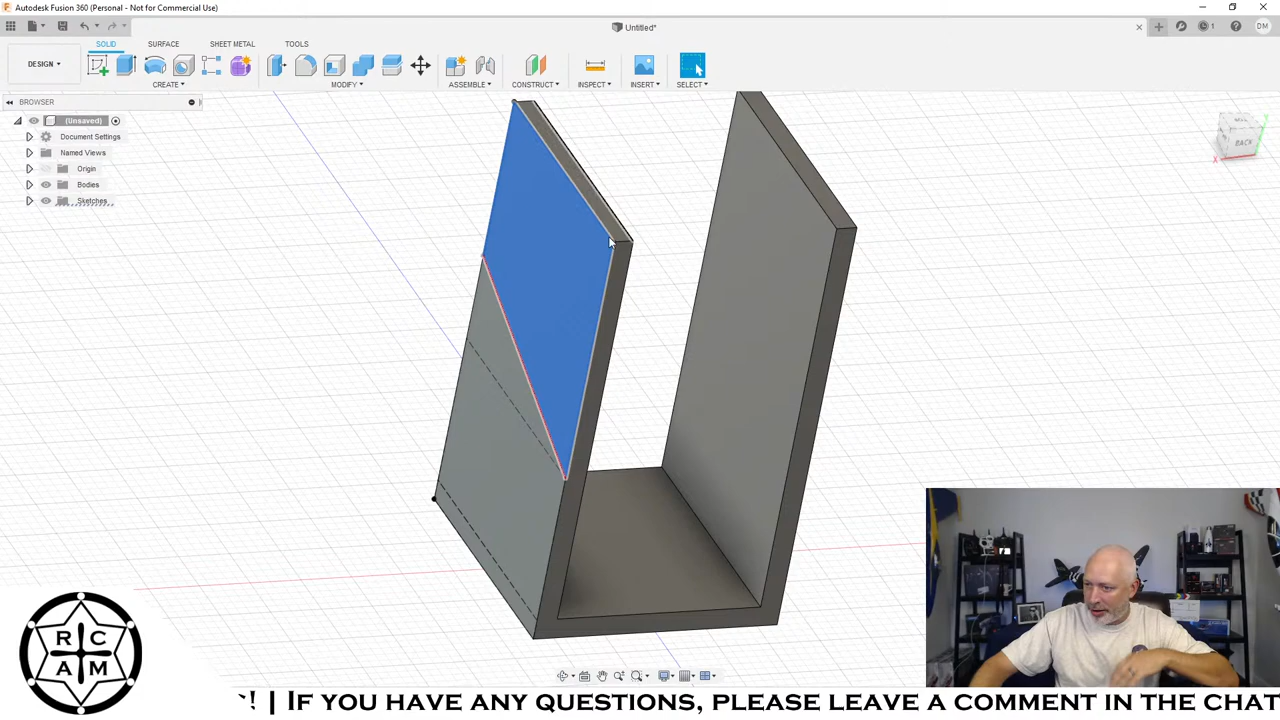 Autodesk Fusion 360 (Personal - Not for Commercial Use)
Untitled*
1
DM
DESIGN
SOLID
SURFACE
SHEET METAL
TOOLS
CREATE
MODIFY
ASSEMBLE
CONSTRUCT
INSPECT
INSERT
SELECT
BROWSER
(Unsaved)
Document Settings
Named Views
Origin
Bodies
Sketches
BACK
X
R C
A M
s! | IF YOU HAVE ANY QUESTIONS, PLEASE LEAVE A COMMENT IN THE CHAT